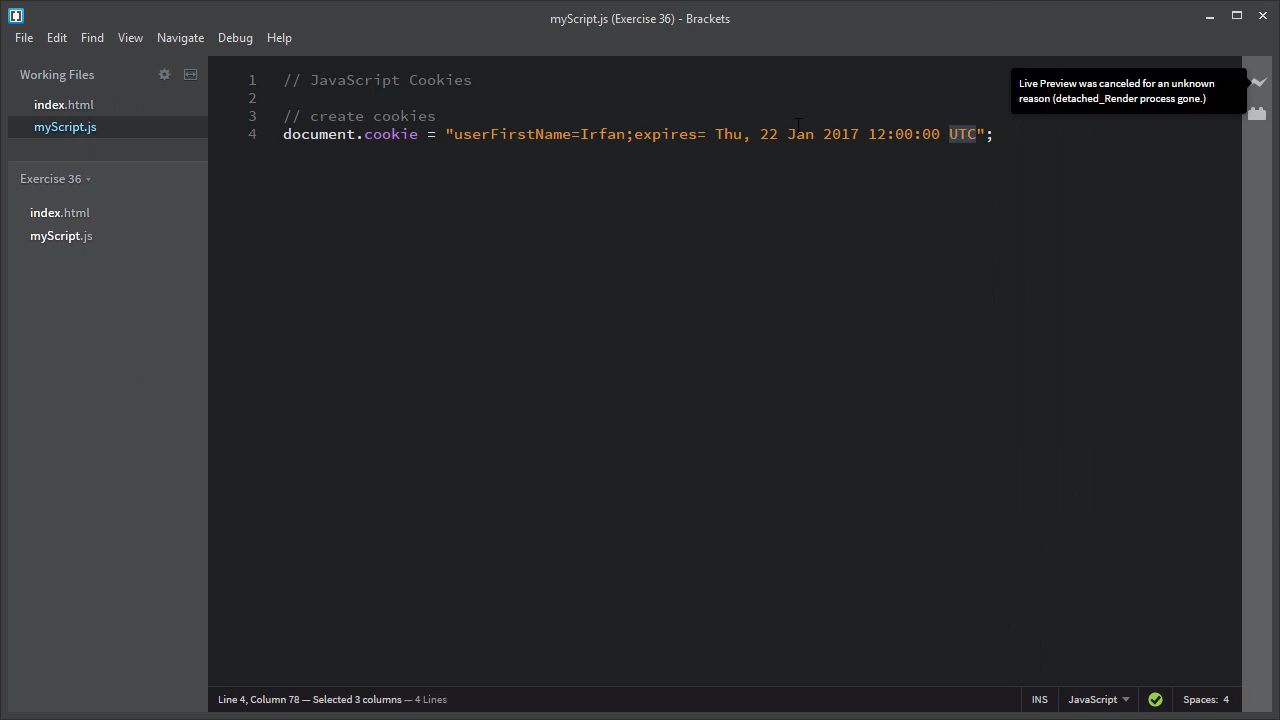 myScript.js (Exercise 36) - Brackets
File Edit Find View Navigate Debug Help
Working Files
index.html
myScript.js
Exercise 36
index.html
myScript.js
1 // JavaScript Cookies
2
3 // create cookies
4 document.cookie = "userFirstName=Irfan;expires= Thu, 22 Jan 2017 12:00:00 UTC";
Live Preview was canceled for an unknown
reason (detached_Render process gone.)
Line 4, Column 78 — Selected 3 columns — 4 Lines
INS JavaScript Spaces: 4